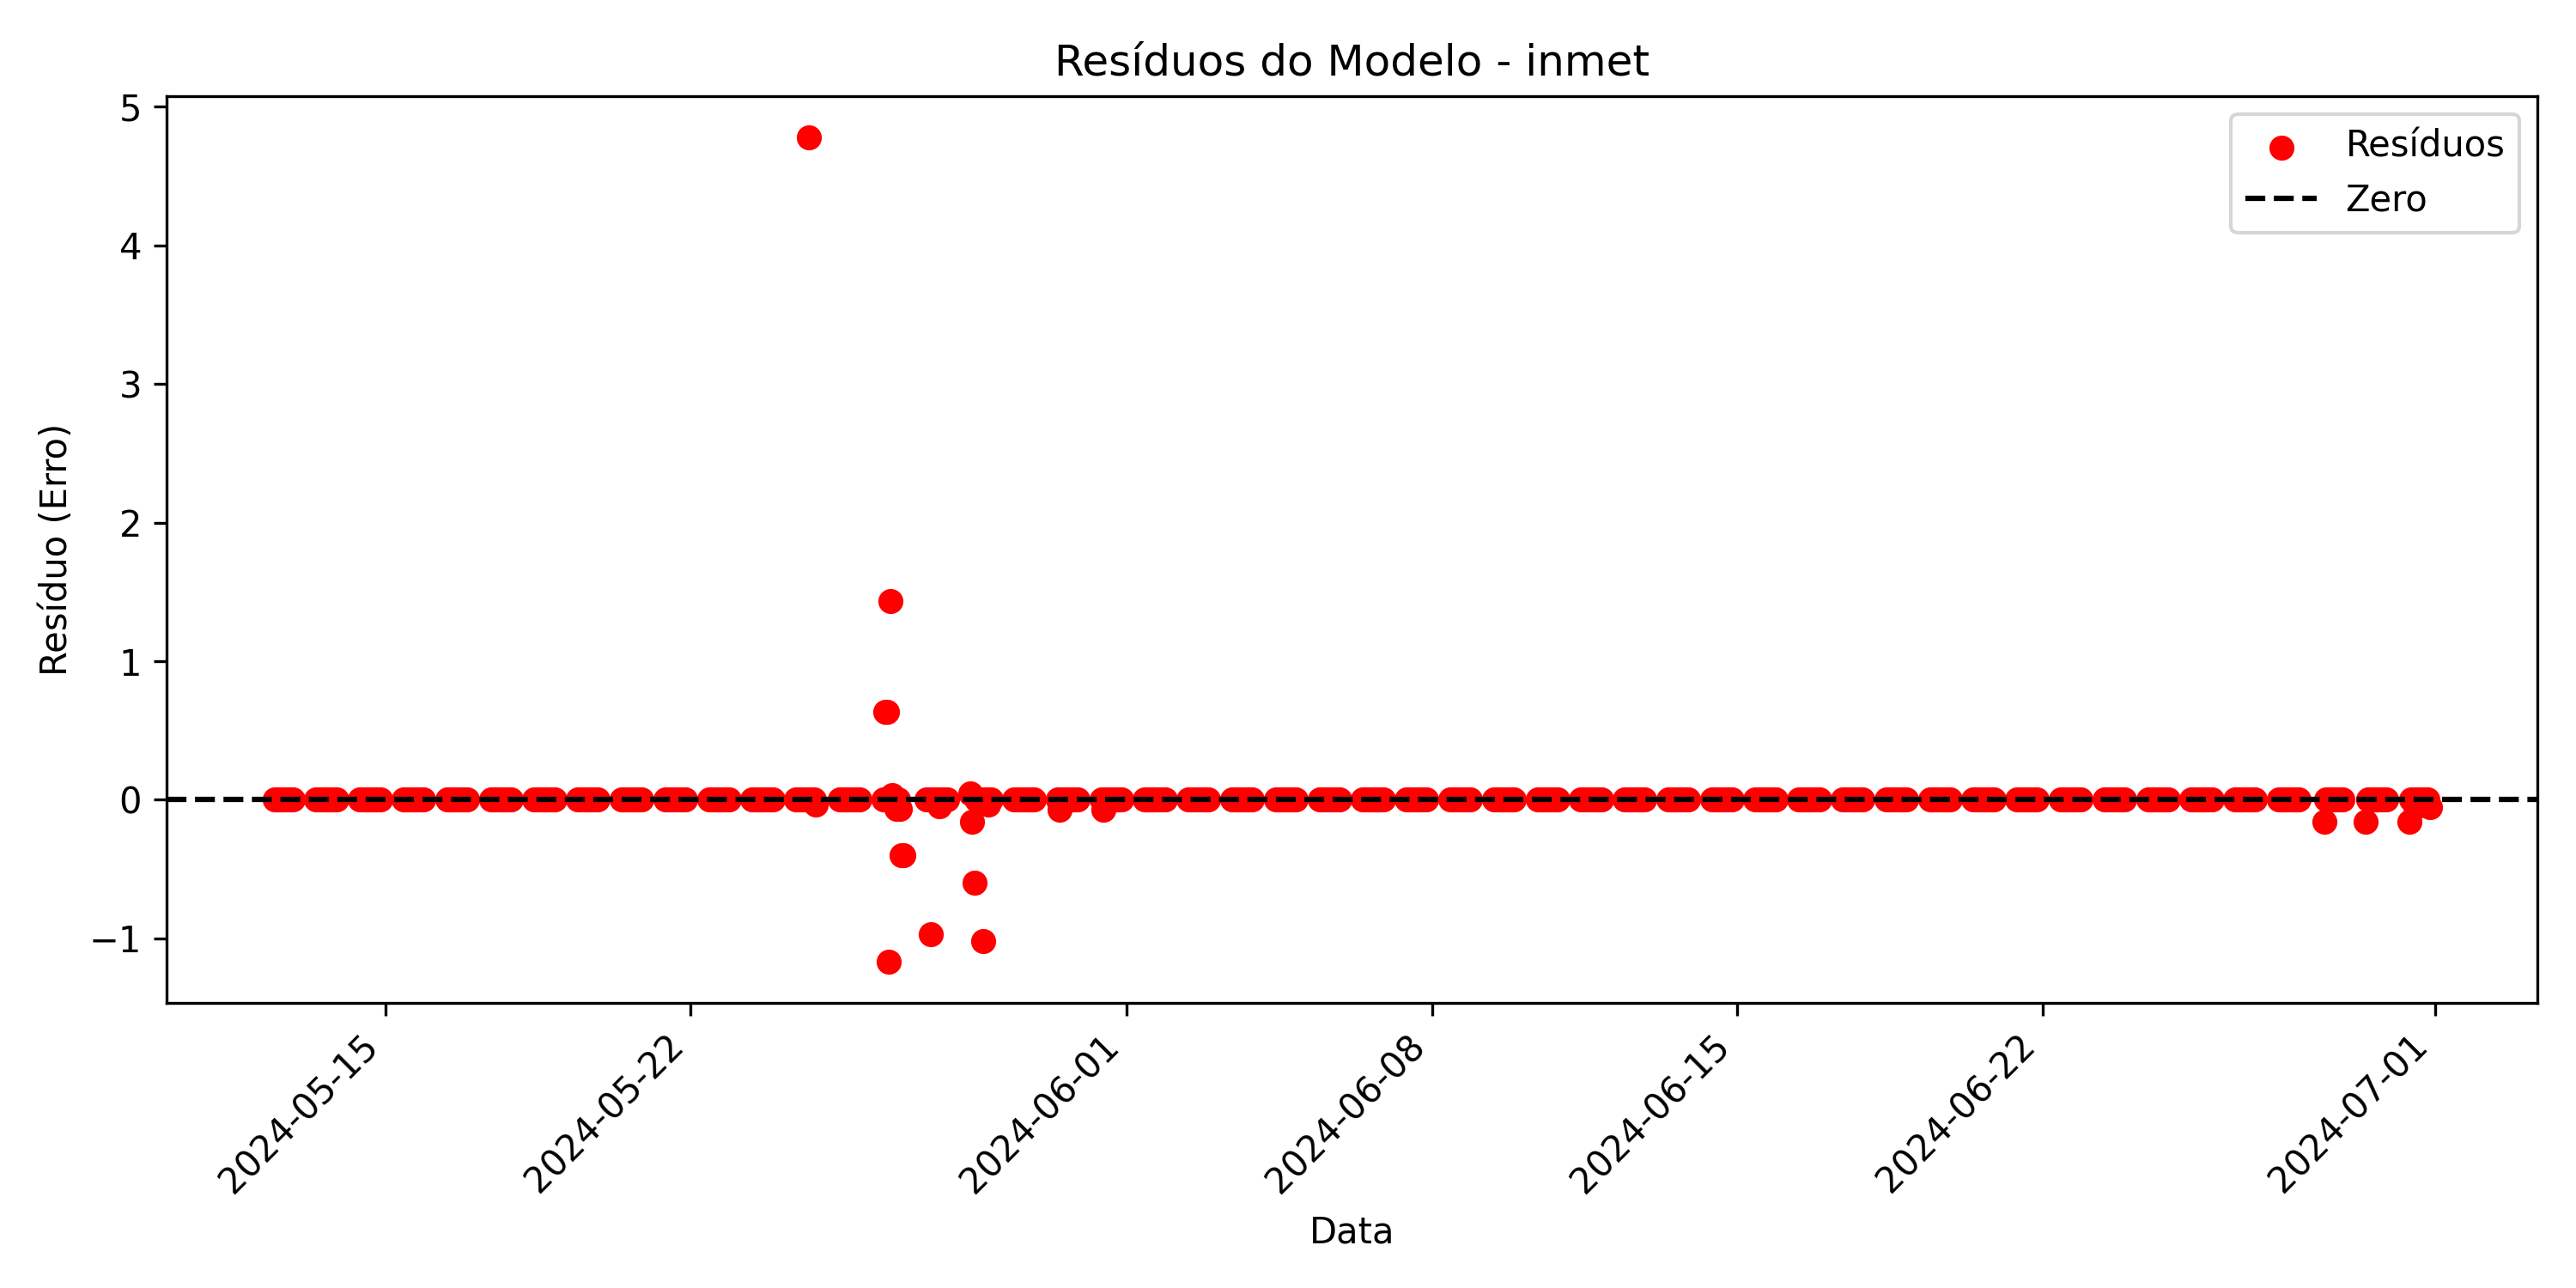 Resíduos do Modelo - inmet
Resíduos
Zero
Resíduo (Erro)
5
4
3
2
1
0
−1
2024-05-15
2024-05-22
2024-06-01
2024-06-08
2024-06-15
2024-06-22
2024-07-01
Data